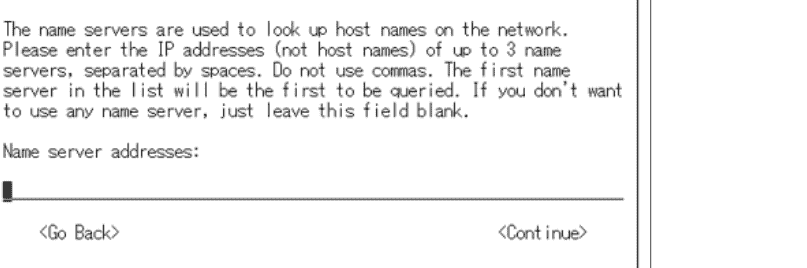 The name servers are used to look up host names on the network.
Please enter the IP addresses (not host names) of up to 3 name
servers, separated by spaces. Do not use commas. The first name
server in the list will be the first to be queried. If you don't want
to use any name server, just leave this field blank.
Name server addresses:
<Go Back> <Continue>